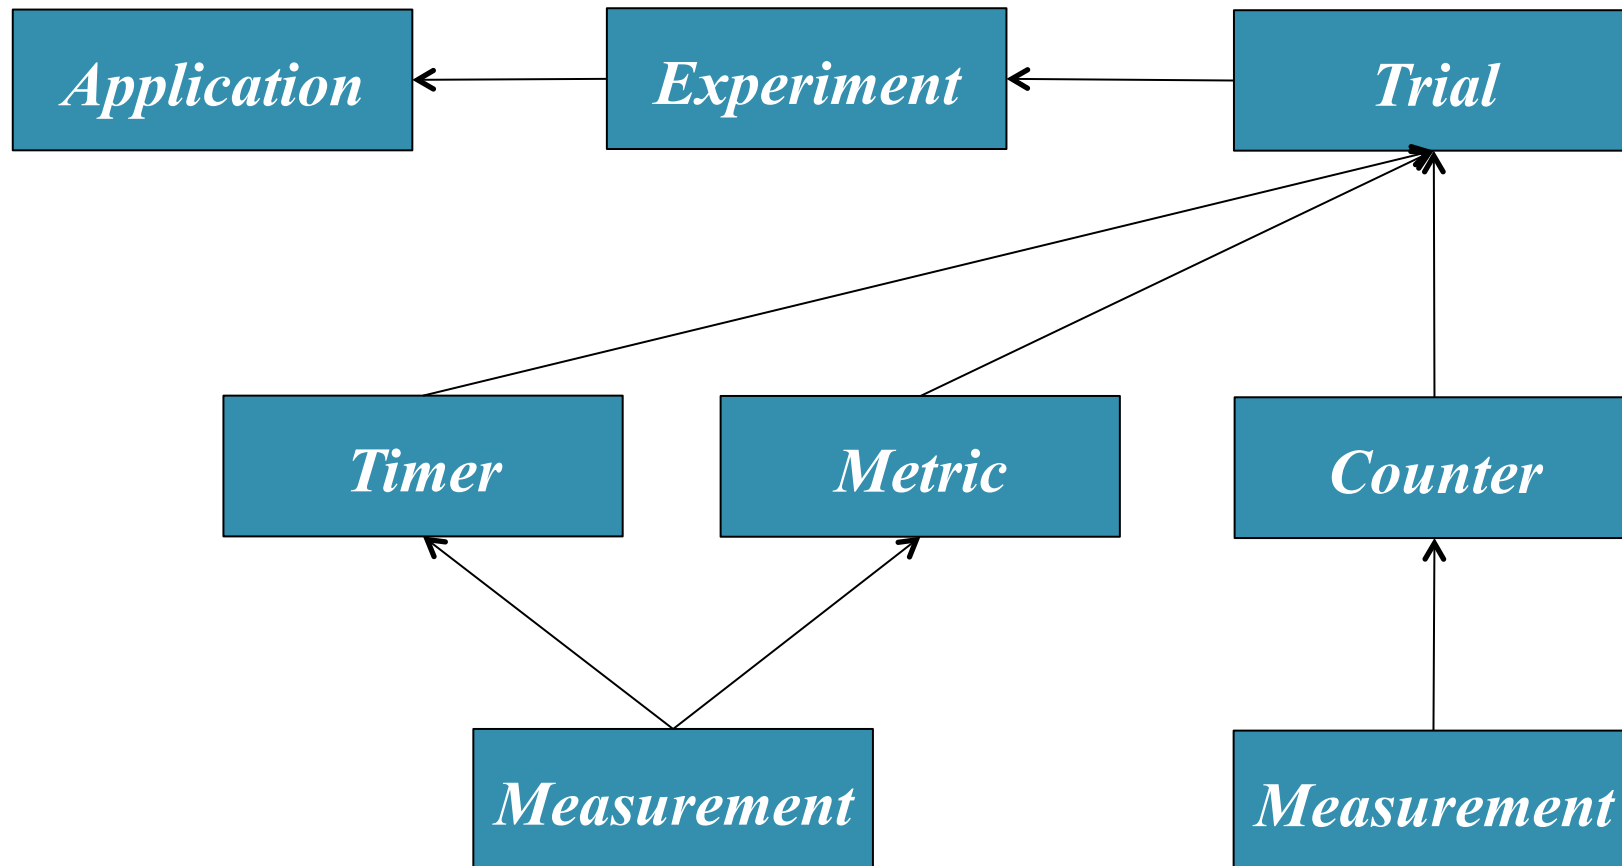 Application
Experiment
Trial
Timer
Metric
Counter
Measurement
Measurement